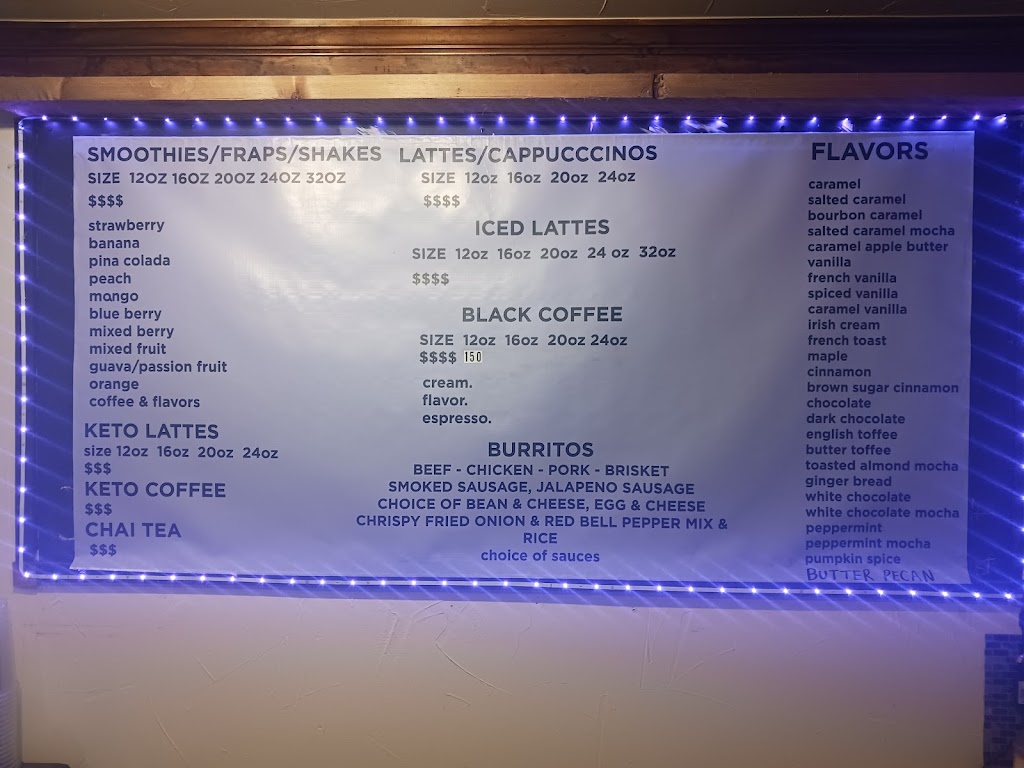 SMOOTHIES/FRAPS/SHAKES
SIZE 12OZ 16OZ 20OZ 24OZ 32OZ
$$$$
strawberry
banana
pina colada
peach
mango
blue berry
mixed berry
mixed fruit
guava/passion fruit
orange
coffee & flavors
KETO LATTES
size 12oz 16oz 20oz 24oz
$$$
KETO COFFEE
$$$
CHAI TEA
$$$
LATTES/CAPPUCCCINOS
SIZE 12oz 16oz 20oz 24oz
$$$$
ICED LATTES
SIZE 12oz 16oz 20oz 24 oz 32oz
$$$$
BLACK COFFEE
SIZE 12oz 16oz 20oz 24oz
$$$$ 150
cream.
flavor.
espresso.
BURRITOS
BEEF - CHICKEN - PORK - BRISKET
SMOKED SAUSAGE, JALAPENO SAUSAGE
CHOICE OF BEAN & CHEESE, EGG & CHEESE
CHRISPY FRIED ONION & RED BELL PEPPER MIX &
RICE
choice of sauces
FLAVORS
caramel
salted caramel
bourbon caramel
salted caramel mocha
caramel apple butter
vanilla
french vanilla
spiced vanilla
caramel vanilla
irish cream
french toast
maple
cinnamon
brown sugar cinnamon
chocolate
dark chocolate
english toffee
butter toffee
toasted almond mocha
ginger bread
white chocolate
white chocolate mocha
peppermint
peppermint mocha
pumpkin spice
BUTTER PECAN